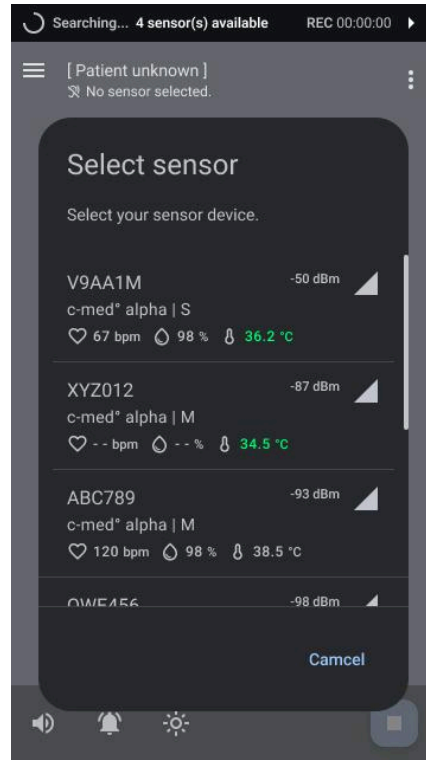 Searching... 4 sensor(s) available REC 00:00:00
[ Patient unknown ]
No sensor selected.
Select sensor
Select your sensor device.
V9AA1M -50 dBm
c-med° alpha | S
67 bpm 98 % 36.2 °C
XYZ012 -87 dBm
c-med° alpha | M
- - bpm - - % 34.5 °C
ABC789 -93 dBm
c-med° alpha | M
120 bpm 98 % 38.5 °C
QWE456 -98 dBm
Camcel